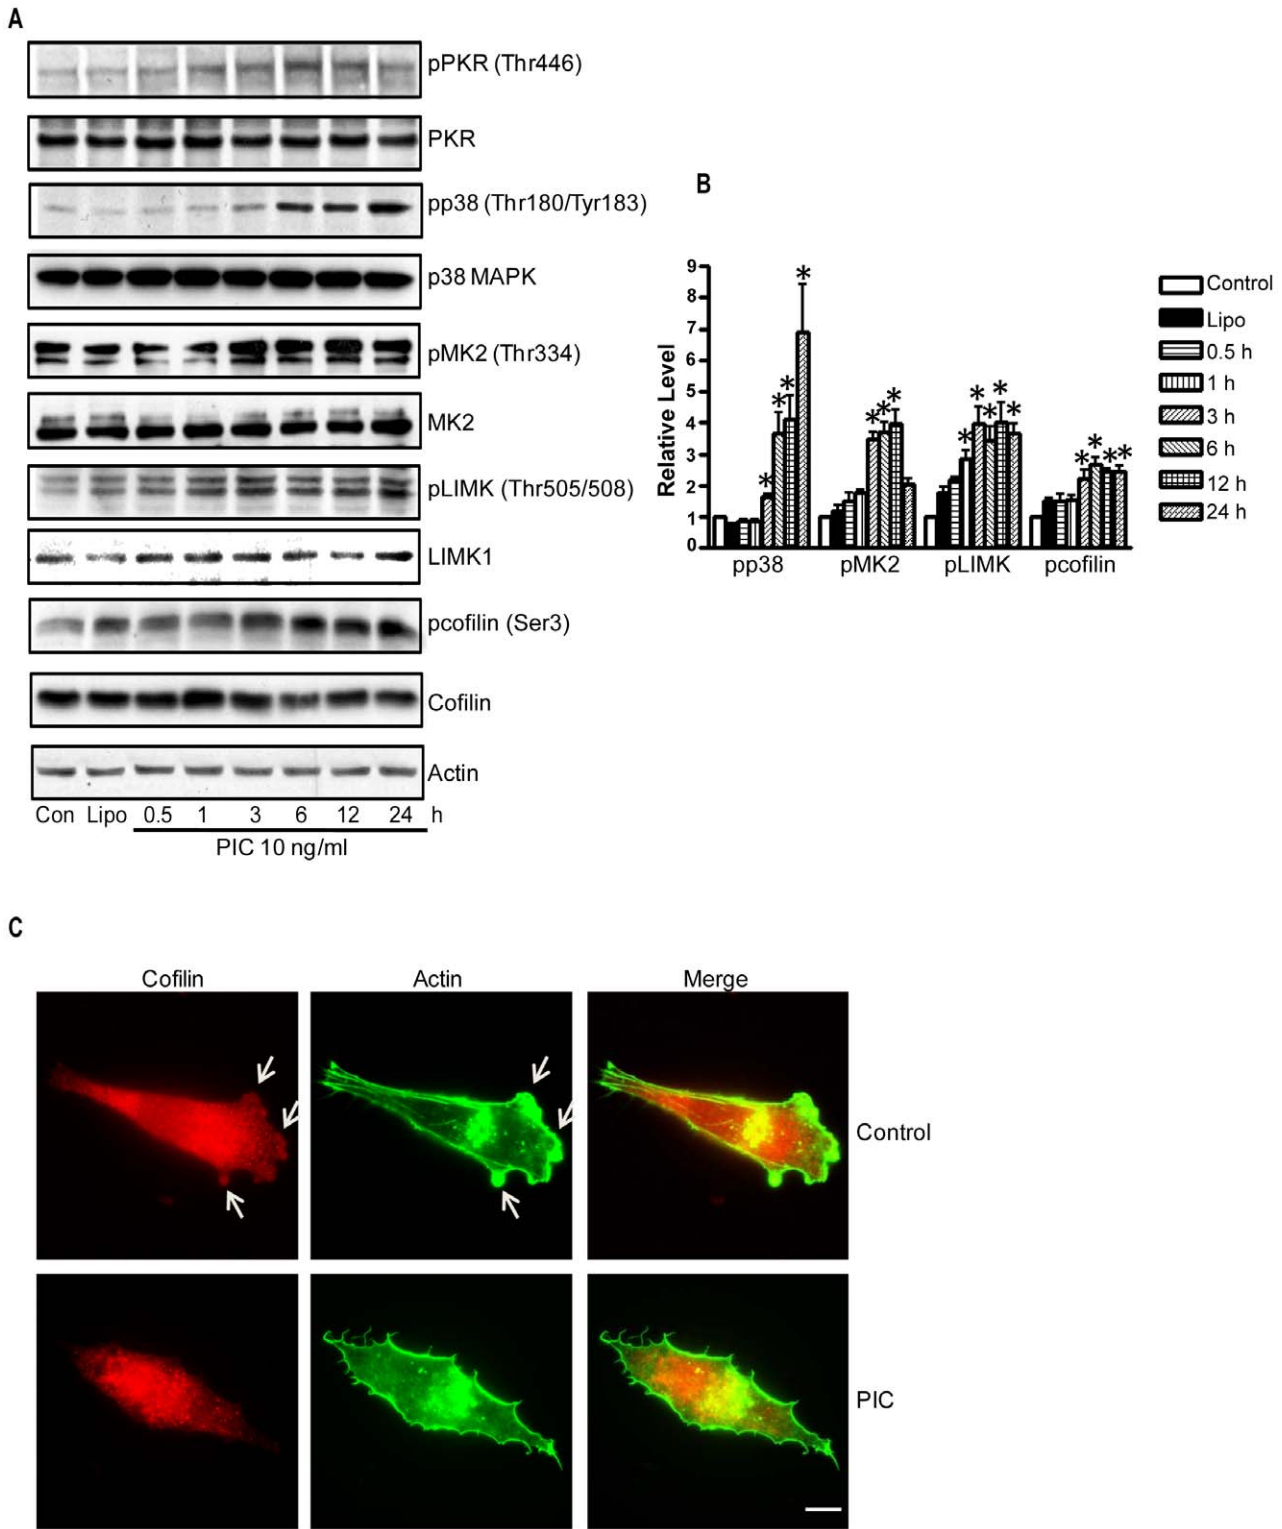 A
pPKR (Thr446)
PKR
pp38 (Thr180/Tyr183)
p38 MAPK
pMK2 (Thr334)
MK2
pLIMK (Thr505/508)
LIMK1
pcofilin (Ser3)
Cofilin
Actin
Con Lipo 0.5 1 3 6 12 24 h
PIC 10 ng/ml
B
Relative Level
9
8
7
6
5
4
3
2
1
0
* * * *
* * *
* * * * *
* * * *
pp38 pMK2 pLIMK pcofilin
Control
Lipo
0.5 h
1 h
3 h
6 h
12 h
24 h
C
Cofilin Actin Merge
Control
PIC